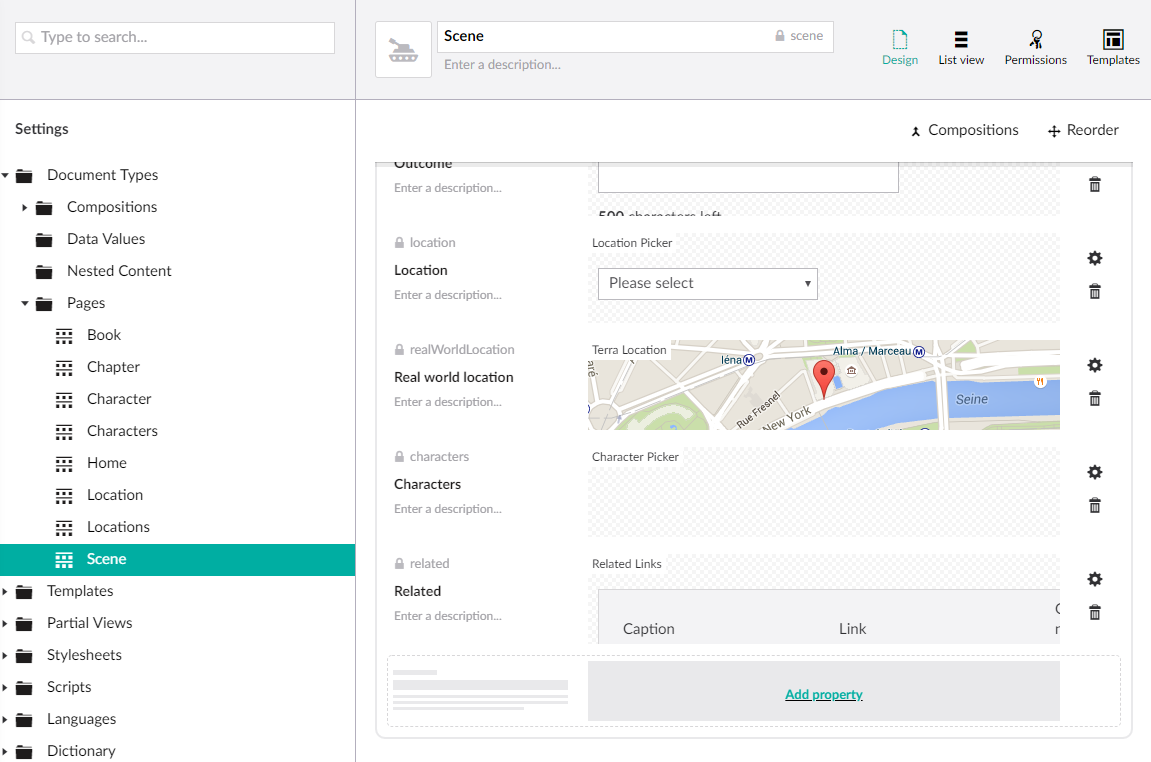 Type to search...
Settings
Document Types
Compositions
Data Values
Nested Content
Pages
Book
Chapter
Character
Characters
Home
Location
Locations
Scene
Templates
Partial Views
Stylesheets
Scripts
Languages
Dictionary
Scene
scene
Enter a description...
Design
List view
Permissions
Templates
Compositions
Reorder
Outcome
Enter a description...
500 characters left
location
Location
Enter a description...
Location Picker
Please select
realWorldLocation
Real world location
Enter a description...
Terra Location
Iéna M
Alma / Marceau M
Rue Fresnel
New York
Seine
characters
Characters
Enter a description...
Character Picker
related
Related
Enter a description...
Related Links
Caption
Link
Add property